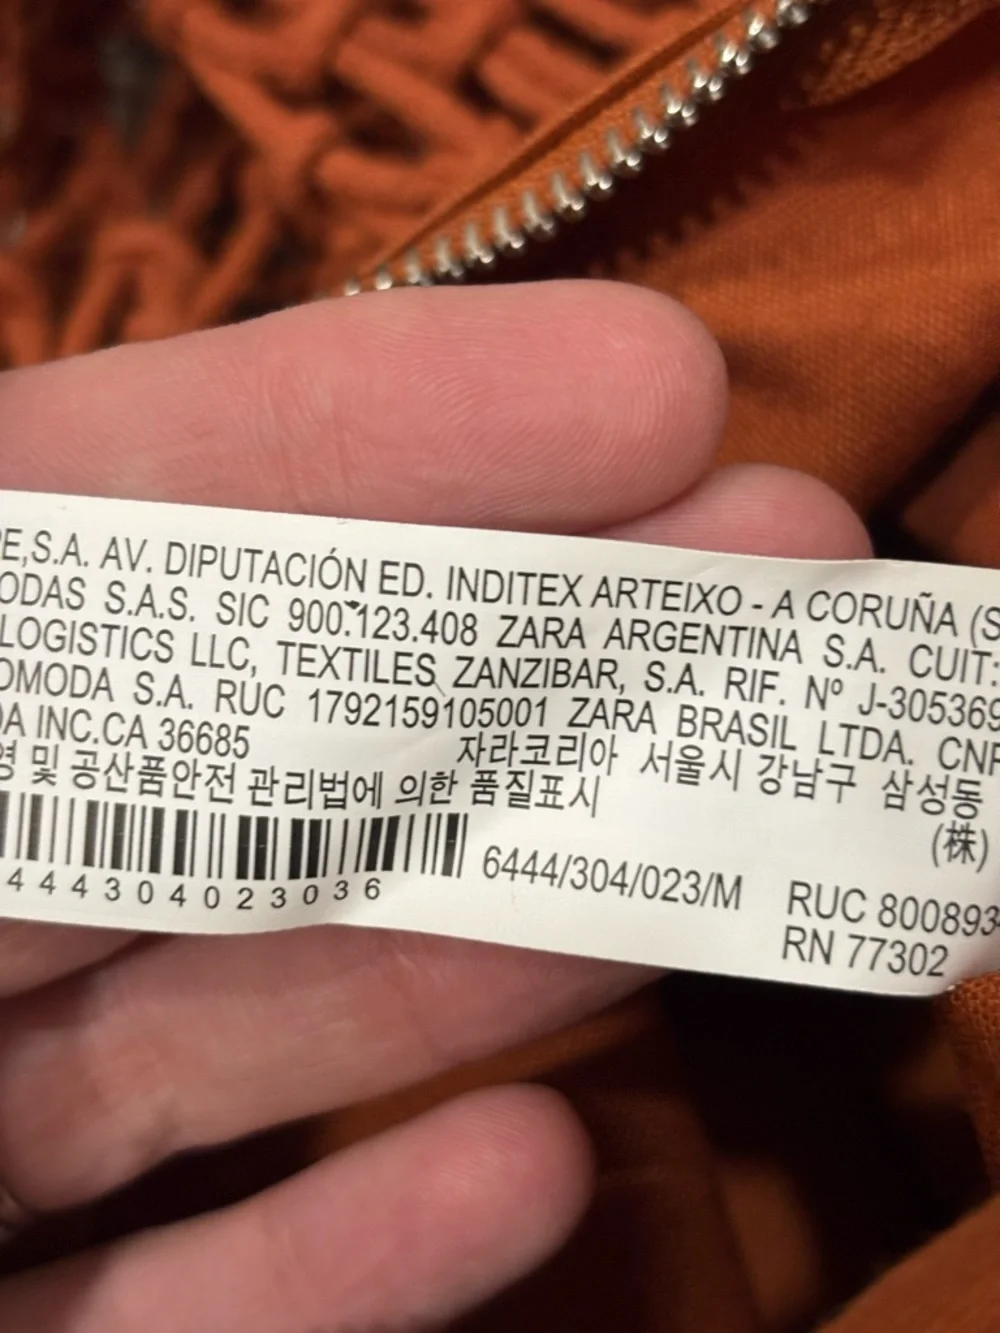 E,S.A. AV. DIPUTACIÓN ED. INDITEX ARTEIXO - A CORUÑA (S
ODAS S.A.S. SIC 900.123.408 ZARA ARGENTINA S.A. CUIT:
LOGISTICS LLC, TEXTILES ZANZIBAR, S.A. RIF. Nº J-305369
OMODA S.A. RUC 1792159105001 ZARA BRASIL LTDA. CNP
DA INC.CA 36685 자라코리아 서울시 강남구 삼성동
영 및 공산품안전 관리법에 의한 품질표시
(株)
444304023036 6444/304/023/M RUC 800893
RN 77302